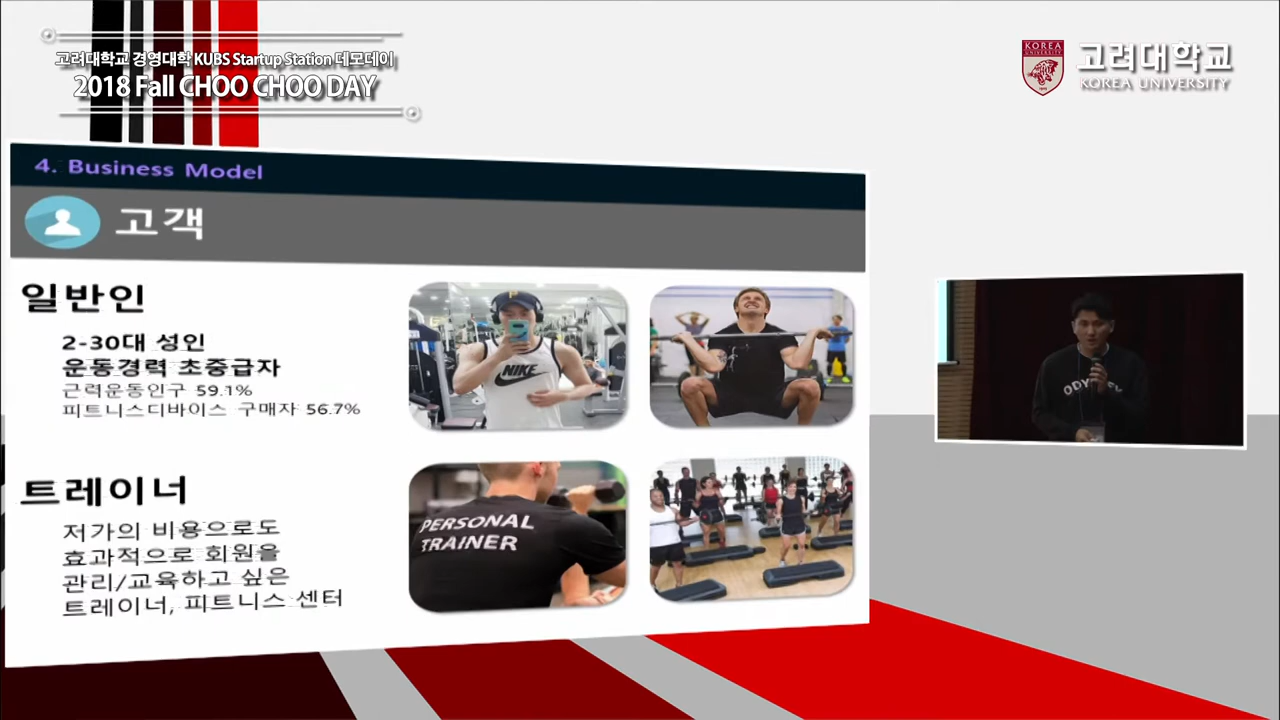 고려대학교 경영대학 KUBS Startup Station 데모데이
2018 Fall CHOO CHOO DAY
KOREA
UNIVERSITY
고려대학교
KOREA UNIVERSITY
4. Business Model
고객
일반인
2-30대 성인
운동경력 초중급자
근력운동인구 59.1%
피트니스디바이스 구매자 56.7%
NIKE
트레이너
저가의 비용으로도
효과적으로 회원을
관리/교육하고 싶은
트레이너, 피트니스 센터
PERSONAL
TRAINER